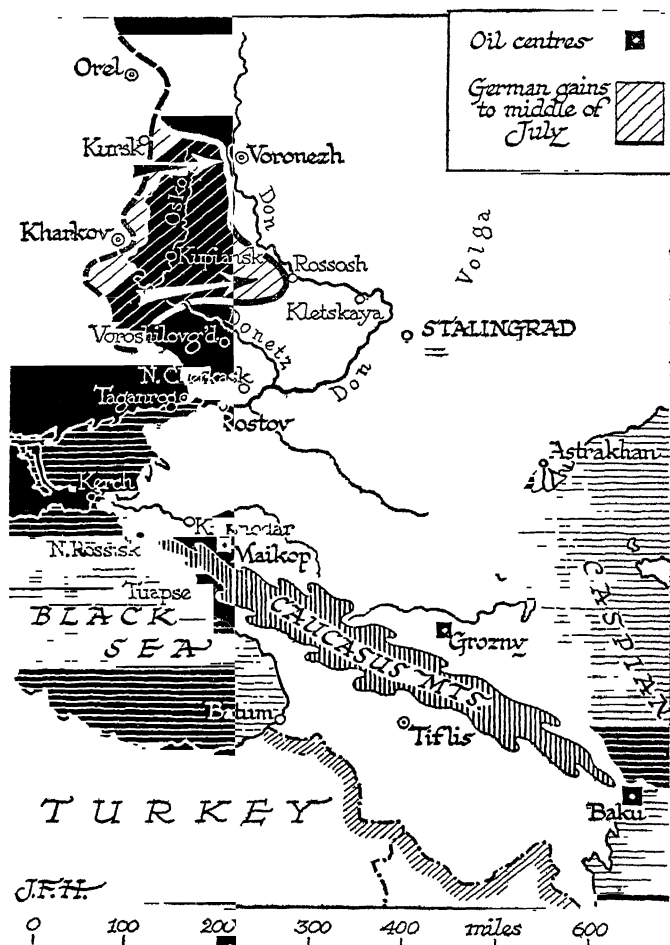 Oil centres
German gains
to middle of
July
Orel
Kursk
Voronezh
Oskol
Don
Volga
Kharkov
Kupiansk
Rossosh
Kletskaya
STALINGRAD
Voroshilovg'd.
Donetz
Don
Taganrog
Rostov
Astrakhan
Kerch
N. Rossisk
Maikop
Tuapse
BLACK
SEA
CAUCASUS MTS.
Grozny
CASPIAN
Batum
Tiflis
TURKEY
Baku
J.F.H.
0 100 200 300 400 miles 600